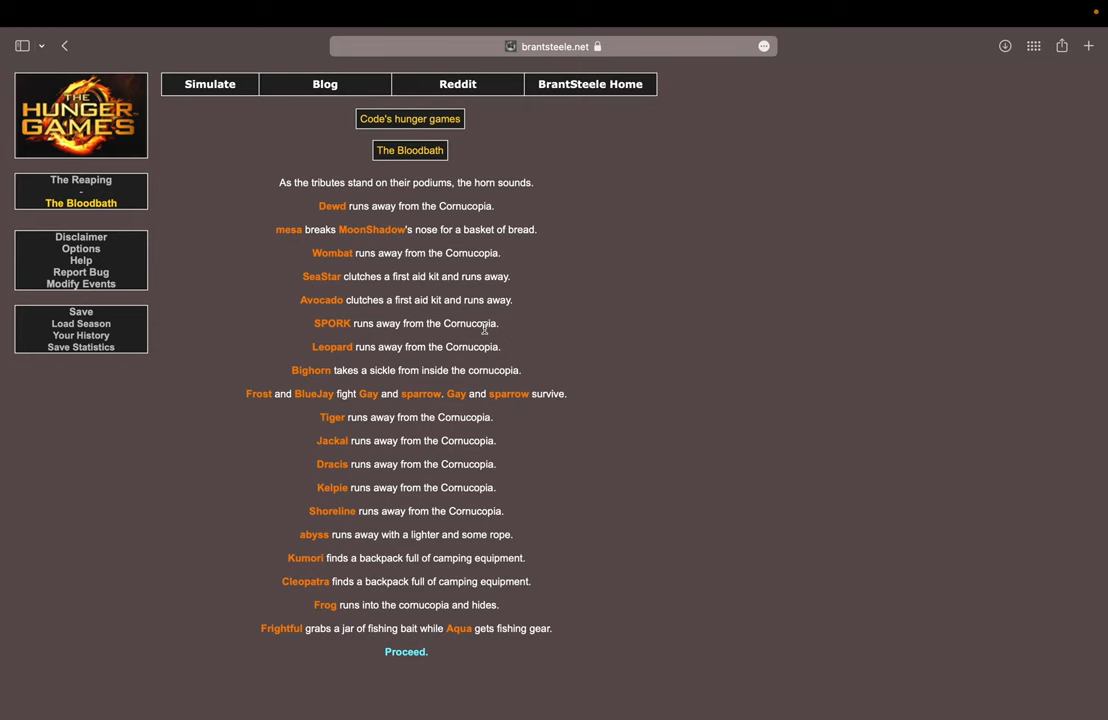 brantsteele.net
THE
HUNGER
GAMES
Simulate
Blog
Reddit
BrantSteele Home
Code's hunger games
The Bloodbath
The Reaping
-
The Bloodbath
Disclaimer
Options
Help
Report Bug
Modify Events
Save
Load Season
Your History
Save Statistics
As the tributes stand on their podiums, the horn sounds.
Dewd runs away from the Cornucopia.
mesa breaks MoonShadow's nose for a basket of bread.
Wombat runs away from the Cornucopia.
SeaStar clutches a first aid kit and runs away.
Avocado clutches a first aid kit and runs away.
SPORK runs away from the Cornucopia.
Leopard runs away from the Cornucopia.
Bighorn takes a sickle from inside the cornucopia.
Frost and BlueJay fight Gay and sparrow. Gay and sparrow survive.
Tiger runs away from the Cornucopia.
Jackal runs away from the Cornucopia.
Dracis runs away from the Cornucopia.
Kelpie runs away from the Cornucopia.
Shoreline runs away from the Cornucopia.
abyss runs away with a lighter and some rope.
Kumori finds a backpack full of camping equipment.
Cleopatra finds a backpack full of camping equipment.
Frog runs into the cornucopia and hides.
Frightful grabs a jar of fishing bait while Aqua gets fishing gear.
Proceed.